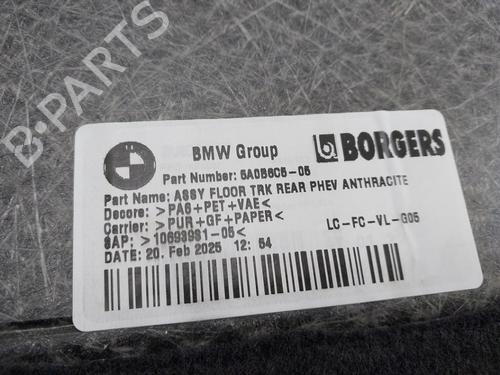 B-PARTS
BMW Group
BORGERS
Part Number: 5A0B6C5-05
Part Name: ASSY FLOOR TRK REAR PHEV ANTHRACITE
Decore: >PA6+PET+VAE<
Carrier: >PUR+GF+PAPER<
SAP: >10693931-05<
LC-FC-VL-G05
DATE: 20. Feb 2025 12:54